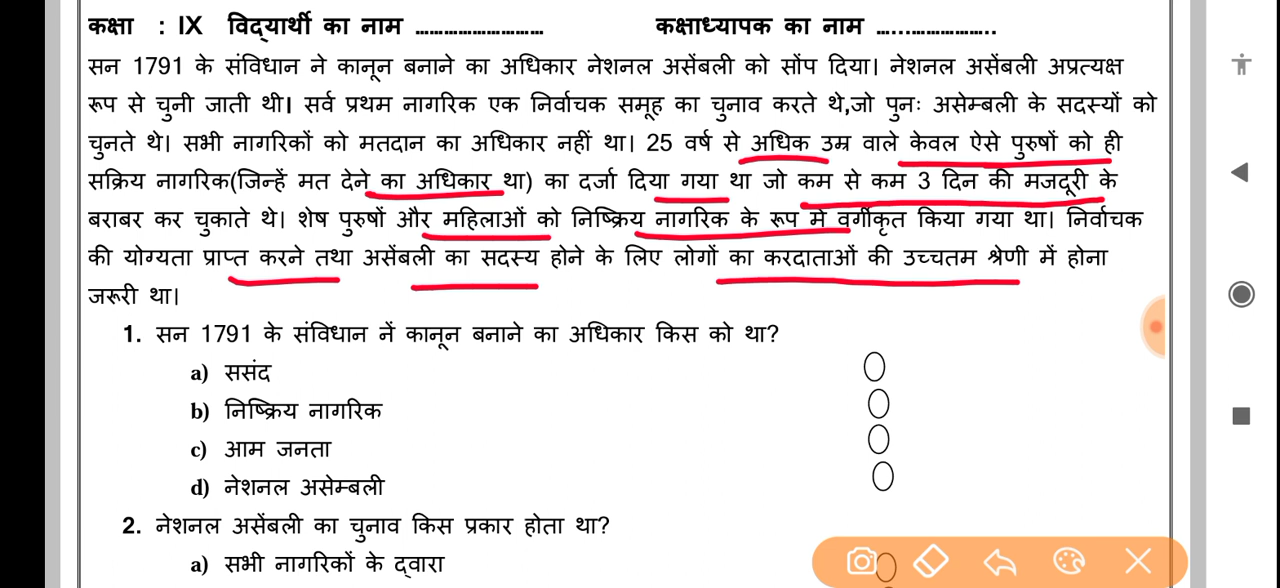 कक्षा : IX विद्यार्थी का नाम ........................... कक्षाध्यापक का नाम ..........................
सन 1791 के संविधान ने कानून बनाने का अधिकार नेशनल असेंबली को सोंप दिया। नेशनल असेंबली अप्रत्यक्ष
रूप से चुनी जाती थी। सर्व प्रथम नागरिक एक निर्वाचक समूह का चुनाव करते थे,जो पुनः असेम्बली के सदस्यों को
चुनते थे। सभी नागरिकों को मतदान का अधिकार नहीं था। 25 वर्ष से अधिक उम्र वाले केवल ऐसे पुरुषों को ही
सक्रिय नागरिक(जिन्हें मत देने का अधिकार था) का दर्जा दिया गया था जो कम से कम 3 दिन की मजदूरी के
बराबर कर चुकाते थे। शेष पुरुषों और महिलाओं को निष्क्रिय नागरिक के रूप मे वर्गीकृत किया गया था। निर्वाचक
की योग्यता प्राप्त करने तथा असेंबली का सदस्य होने के लिए लोगों का करदाताओं की उच्चतम श्रेणी में होना
जरूरी था।
1. सन 1791 के संविधान नें कानून बनाने का अधिकार किस को था?
a) ससंद
b) निष्क्रिय नागरिक
c) आम जनता
d) नेशनल असेम्बली
2. नेशनल असेंबली का चुनाव किस प्रकार होता था?
a) सभी नागरिकों के द्वारा